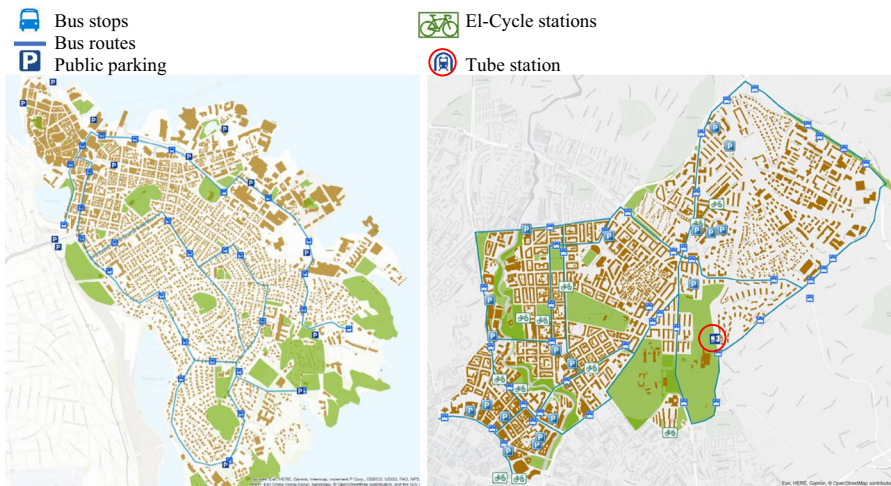 Bus stops
Bus routes
Public parking
El-Cycle stations
Tube station
Esri, HERE, Garmin, © OpenStreetMap contributors